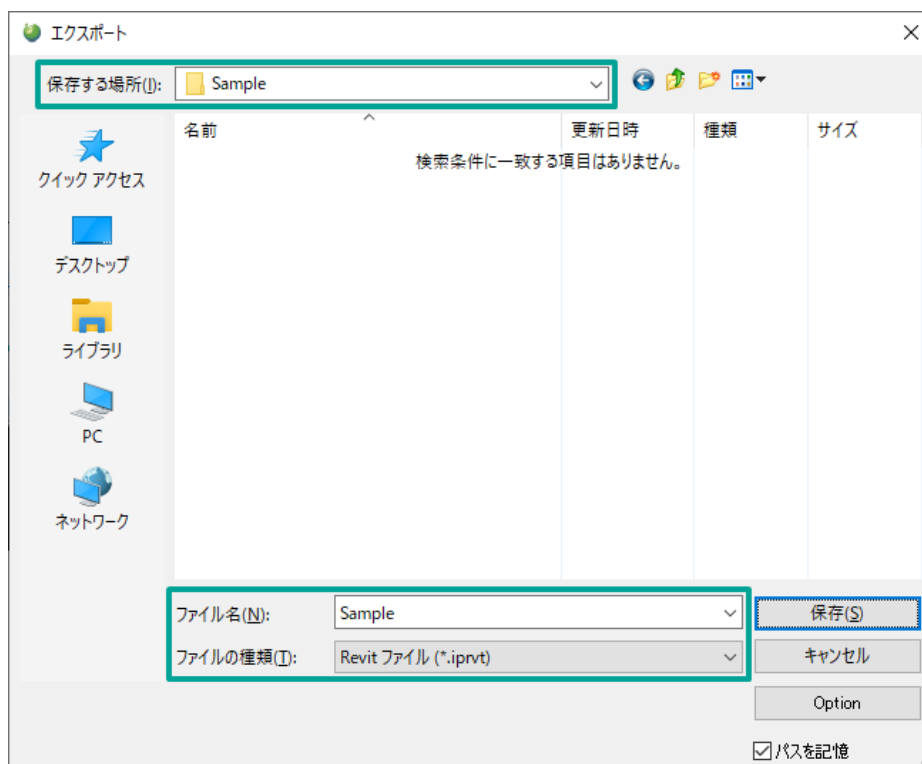 エクスポート
保存する場所(I): Sample
名前 更新日時 種類 サイズ
検索条件に一致する項目はありません。
クイック アクセス
デスクトップ
ライブラリ
PC
ネットワーク
ファイル名(N): Sample 保存(S)
ファイルの種類(T): Revit ファイル (*.iprvt) キャンセル
Option
パスを記憶